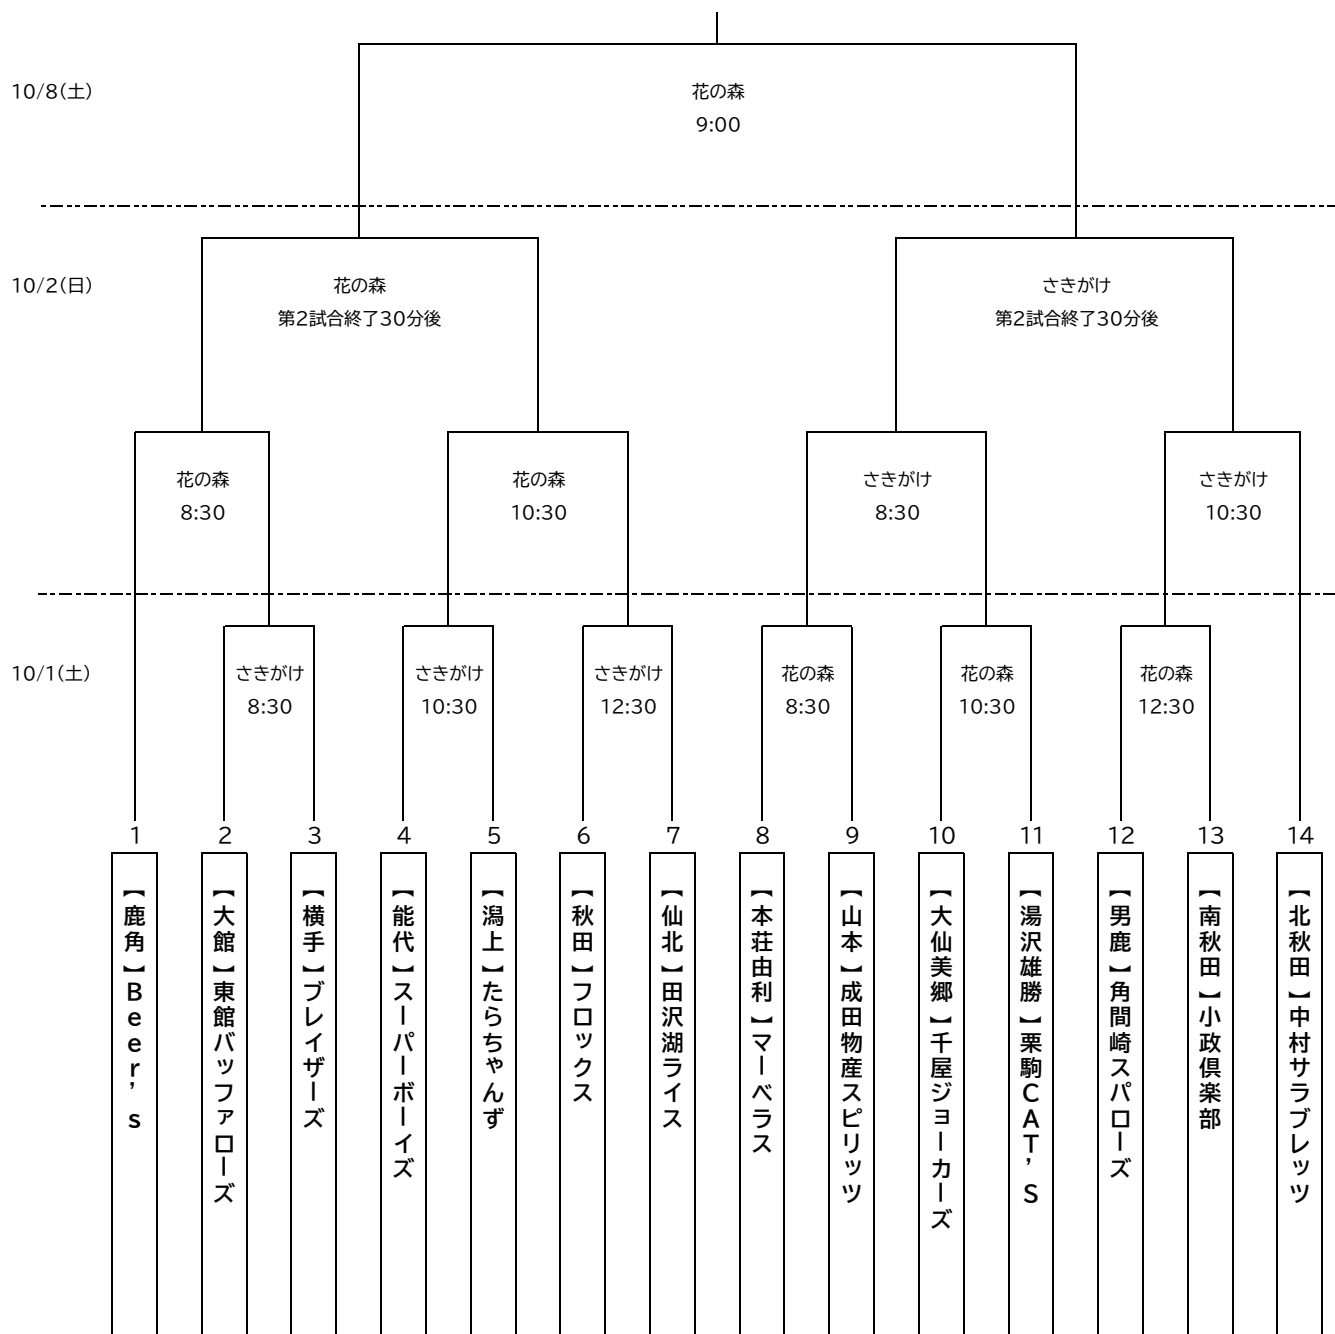 10/8(土)
花の森
9:00
10/2(日)
花の森
第2試合終了30分後
さきがけ
第2試合終了30分後
花の森
8:30
花の森
10:30
さきがけ
8:30
さきがけ
10:30
10/1(土)
さきがけ
8:30
さきがけ
10:30
さきがけ
12:30
花の森
8:30
花の森
10:30
花の森
12:30
1
【鹿角】Beer’s
2
【大館】東館バッファローズ
3
【横手】ブレイザーズ
4
【能代】スーパーボーイズ
5
【潟上】たらちゃんず
6
【秋田】フロックス
7
【仙北】田沢湖ライス
8
【本荘由利】マーベラス
9
【山本】成田物産スピリッツ
10
【大仙美郷】千屋ジョーカーズ
11
【湯沢雄勝】栗駒CAT’S
12
【男鹿】角間崎スパローズ
13
【南秋田】小政倶楽部
14
【北秋田】中村サラブレッツ